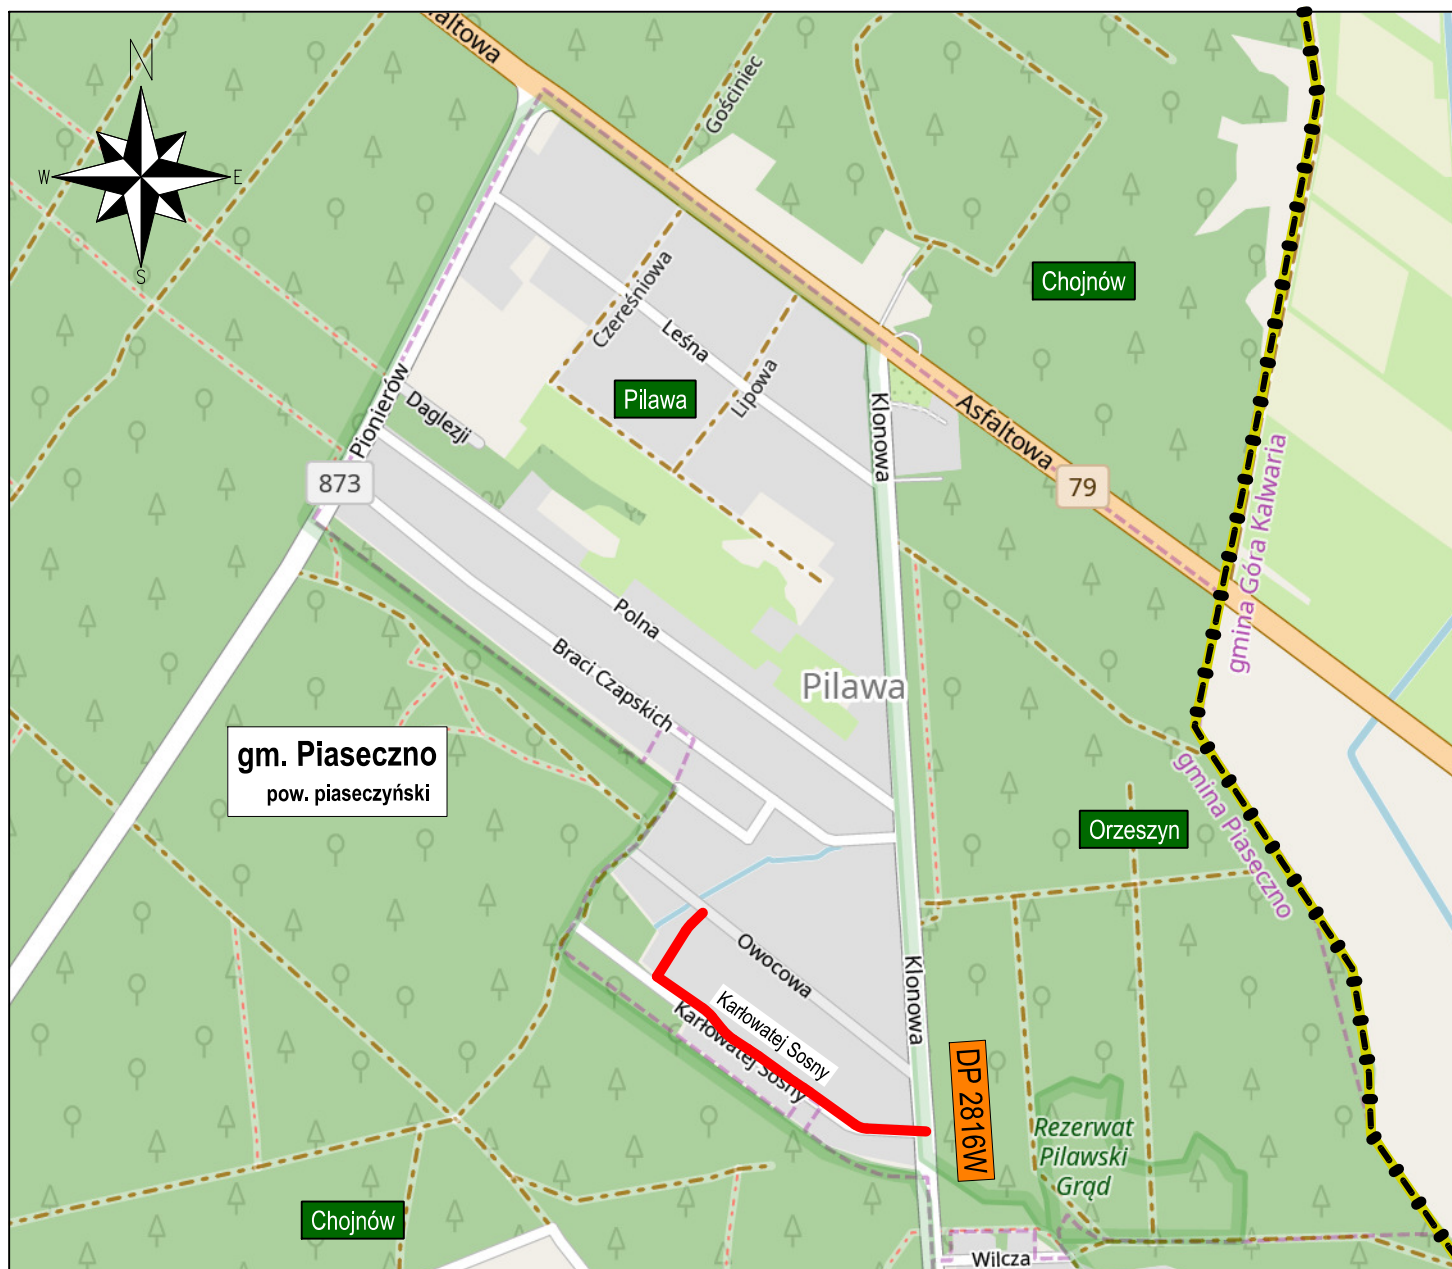 faltowa
N
W
E
S
Gościniec
Chojnów
Czereśniowa
Leśna
Lipowa
Pilawa
Pionierów
Daglezji
Klonowa
Asfaltowa
873
79
gmina Góra Kalwaria
Polna
Braci Czapskich
Pilawa
gm. Piaseczno
pow. piaseczyński
gmina Piaseczno
Orzeszyn
Owocowa
Klonowa
Karłowatej Sosny
Karłowatej Sosny
DP 2816W
Rezerwat
Pilawski
Grąd
Chojnów
Wilcza